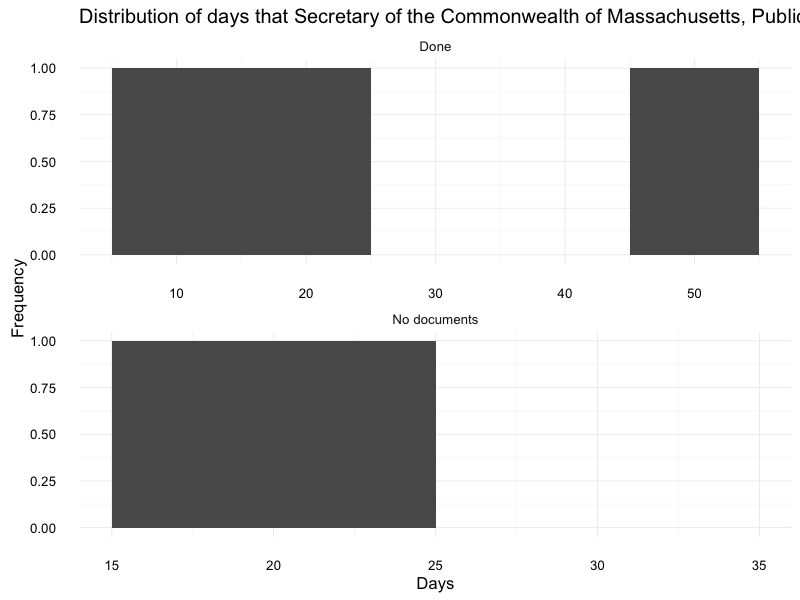 Distribution of days that Secretary of the Commonwealth of Massachusetts, Public
Done
1.00
0.75
0.50
0.25
0.00
10 20 30 40 50
Frequency
No documents
1.00
0.75
0.50
0.25
0.00
15 20 25 30 35
Days